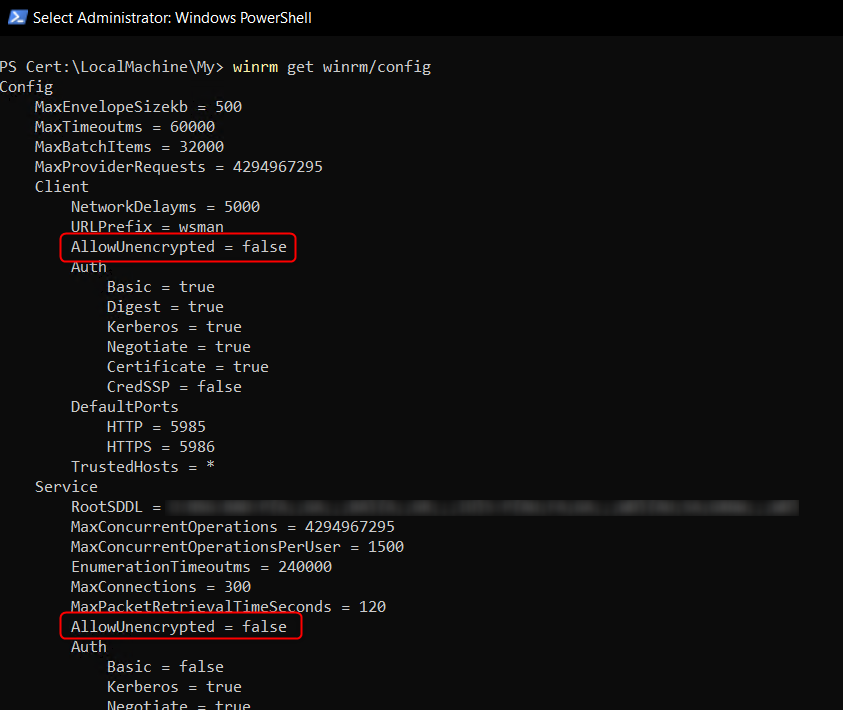 Select Administrator: Windows PowerShell
PS Cert:\LocalMachine\My> winrm get winrm/config
Config
    MaxEnvelopeSizekb = 500
    MaxTimeoutms = 60000
    MaxBatchItems = 32000
    MaxProviderRequests = 4294967295
    Client
        NetworkDelayms = 5000
        URLPrefix = wsman
        AllowUnencrypted = false
        Auth
            Basic = true
            Digest = true
            Kerberos = true
            Negotiate = true
            Certificate = true
            CredSSP = false
        DefaultPorts
            HTTP = 5985
            HTTPS = 5986
        TrustedHosts = *
    Service
        RootSDDL =
        MaxConcurrentOperations = 4294967295
        MaxConcurrentOperationsPerUser = 1500
        EnumerationTimeoutms = 240000
        MaxConnections = 300
        MaxPacketRetrievalTimeSeconds = 120
        AllowUnencrypted = false
        Auth
            Basic = false
            Kerberos = true
            Negotiate = true